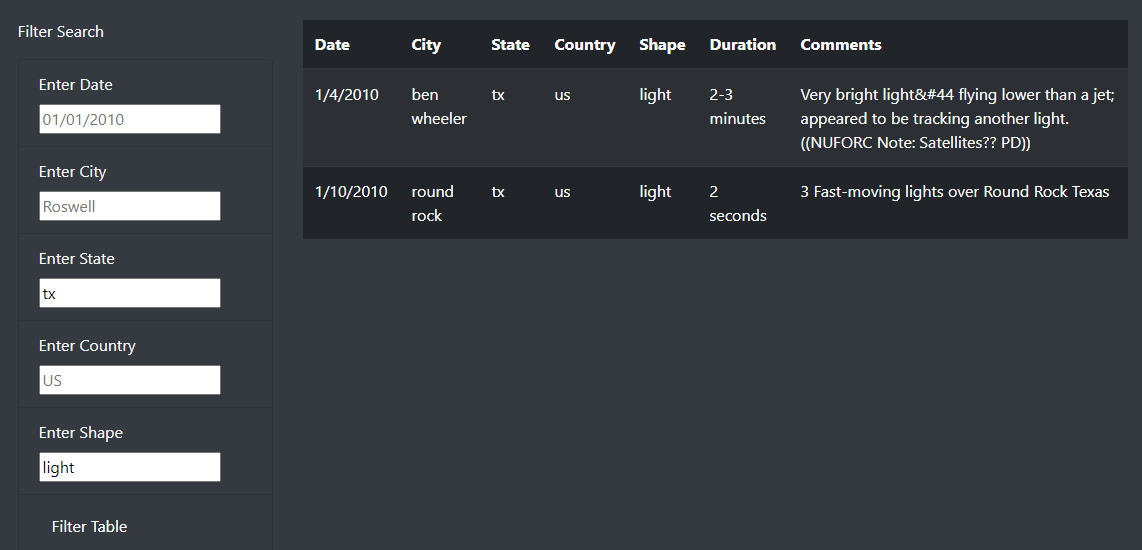 Filter Search
Enter Date
01/01/2010
Enter City
Roswell
Enter State
tx
Enter Country
US
Enter Shape
light
Filter Table
Date City State Country Shape Duration Comments
1/4/2010 ben tx us light 2-3 Very bright light&#44 flying lower than a jet;
wheeler minutes appeared to be tracking another light.
((NUFORC Note: Satellites?? PD))
1/10/2010 round tx us light 2 3 Fast-moving lights over Round Rock Texas
rock seconds